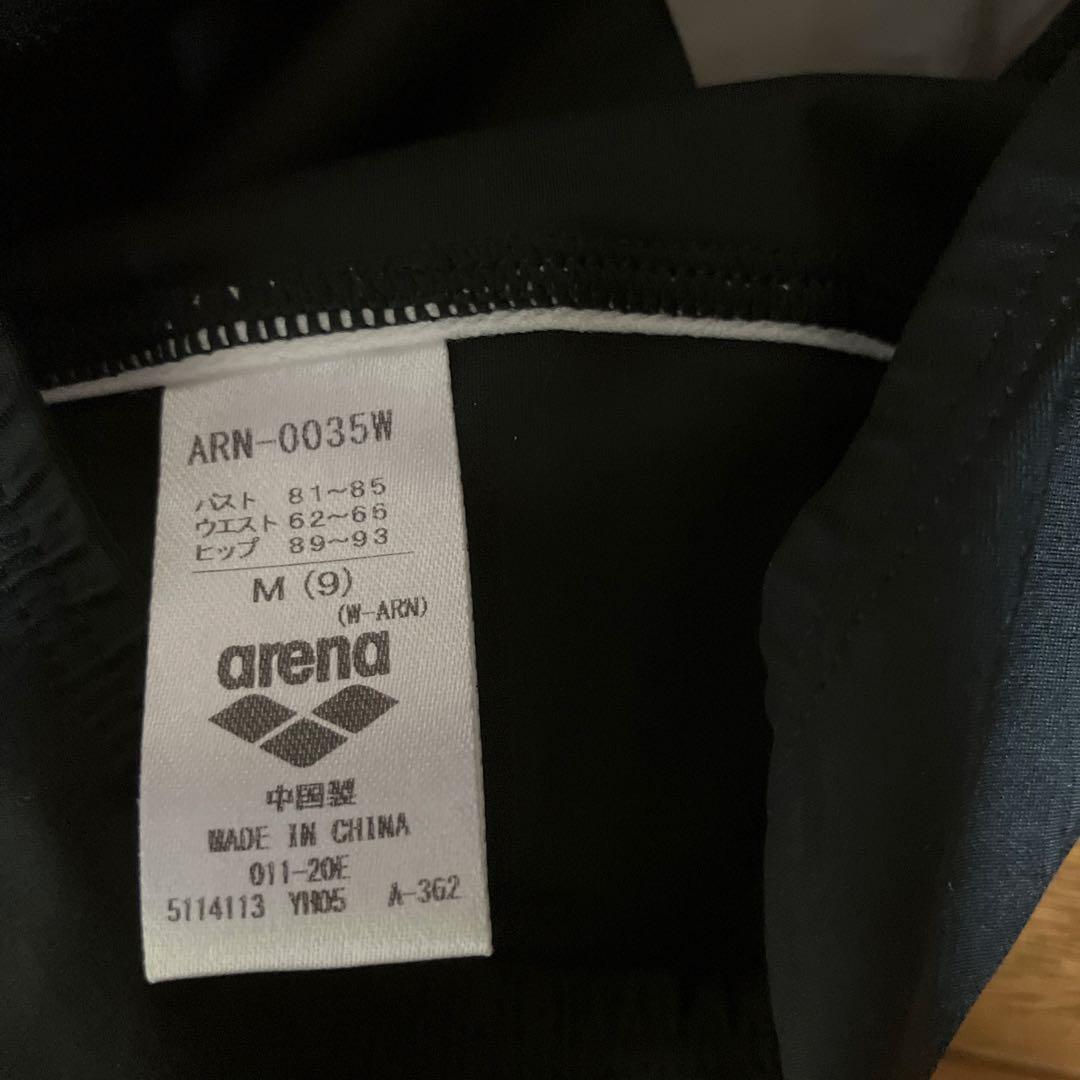 ARN-0035W
バスト 81～85
ウエスト 62～66
ヒップ 89～93
M (9)
(W-ARN)
arena
中国製
MADE IN CHINA
011-20E
5114113 YH05 A-362